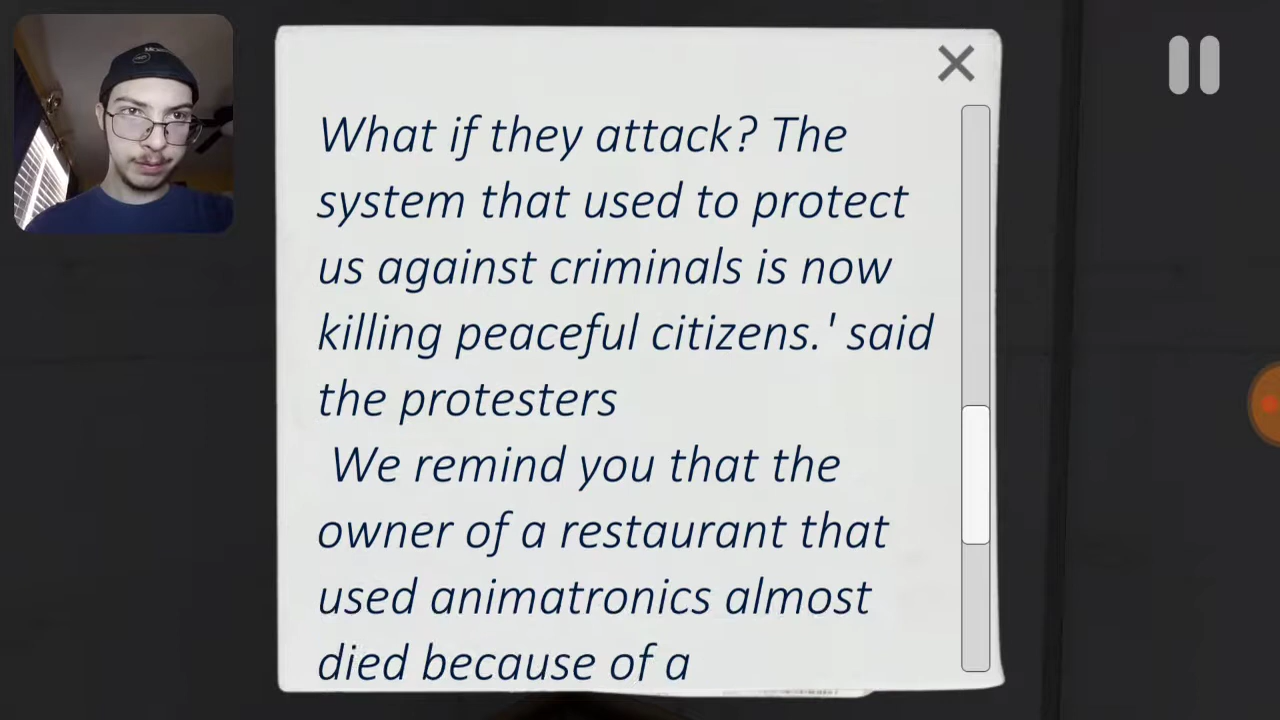 What if they attack? The
system that used to protect
us against criminals is now
killing peaceful citizens.' said
the protesters
We remind you that the
owner of a restaurant that
used animatronics almost
died because of a